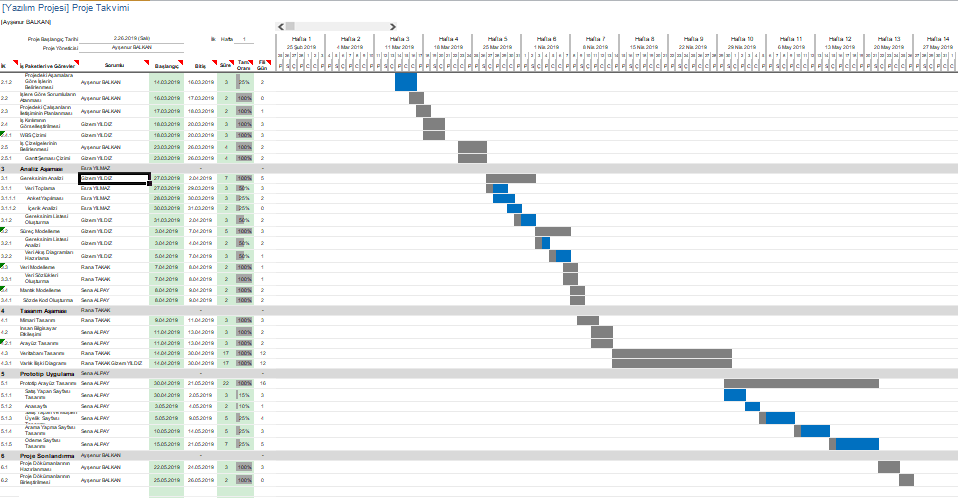 [Yazılım Projesi] Proje Takvimi
[Ayşenur BALKAN]
Proje Başlangıç Tarihi 2.26.2019 (Salı) İlk Hafta 1
Proje Yöneticisi Ayşenur BALKAN
Hafta 1 Hafta 2 Hafta 3 Hafta 4 Hafta 5 Hafta 6 Hafta 7 Hafta 8 Hafta 9 Hafta 10 Hafta 11 Hafta 12 Hafta 13 Hafta 14
25 Şub 2019 4 Mar 2019 11 Mar 2019 18 Mar 2019 25 Mar 2019 1 Nis 2019 8 Nis 2019 15 Nis 2019 22 Nis 2019 29 Nis 2019 6 May 2019 13 May 2019 20 May 2019 27 May 2019
İK İş Paketleri ve Görevler Sorumlu Başlangıç Bitiş Süre Tam Oranı Fiili Gün
2.1.2 Projedeki Aşamalara Göre İşlerin Belirlenmesi Ayşenur BALKAN 14.03.2019 16.03.2019 3 25% 2
2.2 İşlere Göre Sorumluların Atanması Ayşenur BALKAN 16.03.2019 17.03.2019 2 100% 0
2.3 Projedeki Çalışanların İletişiminin Planlanması Ayşenur BALKAN 17.03.2019 18.03.2019 2 100% 1
2.4 İş Kırılımının Görselleştirilmesi Gizem YILDIZ 18.03.2019 20.03.2019 3 100% 3
2.4.1 WBS Çizimi Gizem YILDIZ 18.03.2019 20.03.2019 3 100% 3
2.5 İş Çizelgelerinin Belirlenmesi Ayşenur BALKAN 23.03.2019 26.03.2019 4 100% 2
2.5.1 Gantt Şeması Çizimi Gizem YILDIZ 23.03.2019 26.03.2019 4 100% 2
3 Analiz Aşaması Esra YILMAZ - -
3.1 Gereksinim Analizi Gizem YILDIZ 27.03.2019 2.04.2019 7 100% 5
3.1.1 Veri Toplama Esra YILMAZ 27.03.2019 29.03.2019 3 50% 3
3.1.1.1 Anket Yapılması Esra YILMAZ 28.03.2019 30.03.2019 3 25% 2
3.1.1.2 İçerik Analizi Esra YILMAZ 30.03.2019 31.03.2019 2 25% 0
3.1.2 Gereksinim Listesi Oluşturma Gizem YILDIZ 31.03.2019 2.04.2019 3 50% 2
3.2 Süreç Modelleme Gizem YILDIZ 3.04.2019 7.04.2019 5 100% 3
3.2.1 Gereksinim Listesi Analizi Gizem YILDIZ 3.04.2019 4.04.2019 2 50% 2
3.2.2 Veri Akış Diagramları Hazırlama Gizem YILDIZ 5.04.2019 7.04.2019 3 50% 1
3.3 Veri Modelleme Rana TAKAK 7.04.2019 8.04.2019 2 100% 1
3.3.1 Veri Sözlükleri Oluşturma Rana TAKAK 7.04.2019 8.04.2019 2 100% 1
3.4 Mantık Modelleme Sena ALPAY 8.04.2019 9.04.2019 2 100% 2
3.4.1 Sözde Kod Oluşturma Sena ALPAY 8.04.2019 9.04.2019 2 100% 2
4 Tasarım Aşaması Rana TAKAK - -
4.1 Mimari Tasarım Rana TAKAK 9.04.2019 11.04.2019 3 100% 3
4.2 İnsan Bilgisayar Etkileşimi Sena ALPAY 11.04.2019 13.04.2019 3 100% 2
4.2.1 Arayüz Tasarımı Sena ALPAY 11.04.2019 13.04.2019 3 100% 2
4.3 Veritabanı Tasarımı Rana TAKAK 14.04.2019 30.04.2019 17 100% 12
4.3.1 Varlık İlişki Diagramı Rana TAKAK Gizem YILDIZ 14.04.2019 30.04.2019 17 100% 12
5 Prototip Uygulama Sena ALPAY - -
5.1 Prototip Arayüz Tasarımı Sena ALPAY 30.04.2019 21.05.2019 22 100% 16
5.1.1 Satış Yapan Sayfası Tasarımı Sena ALPAY 30.04.2019 2.05.2019 3 15% 3
5.1.2 Anasayfa Sena ALPAY 3.05.2019 4.05.2019 2 10% 1
5.1.3 Üyelik Sayfası Sena ALPAY 5.05.2019 9.05.2019 5 25% 4
5.1.4 Arama Yapma Sayfası Tasarımı Sena ALPAY 10.05.2019 14.05.2019 5 25% 3
5.1.5 Ödeme Sayfası Tasarımı Sena ALPAY 15.05.2019 21.05.2019 7 25% 5
6 Proje Sonlandırma Ayşenur BALKAN - -
6.1 Proje Dökümanlarının Hazırlanması Ayşenur BALKAN 22.05.2019 24.05.2019 3 100% 3
6.2 Proje Dökümanlarının Birleştirilmesi Ayşenur BALKAN 25.05.2019 26.05.2019 2 100% 0